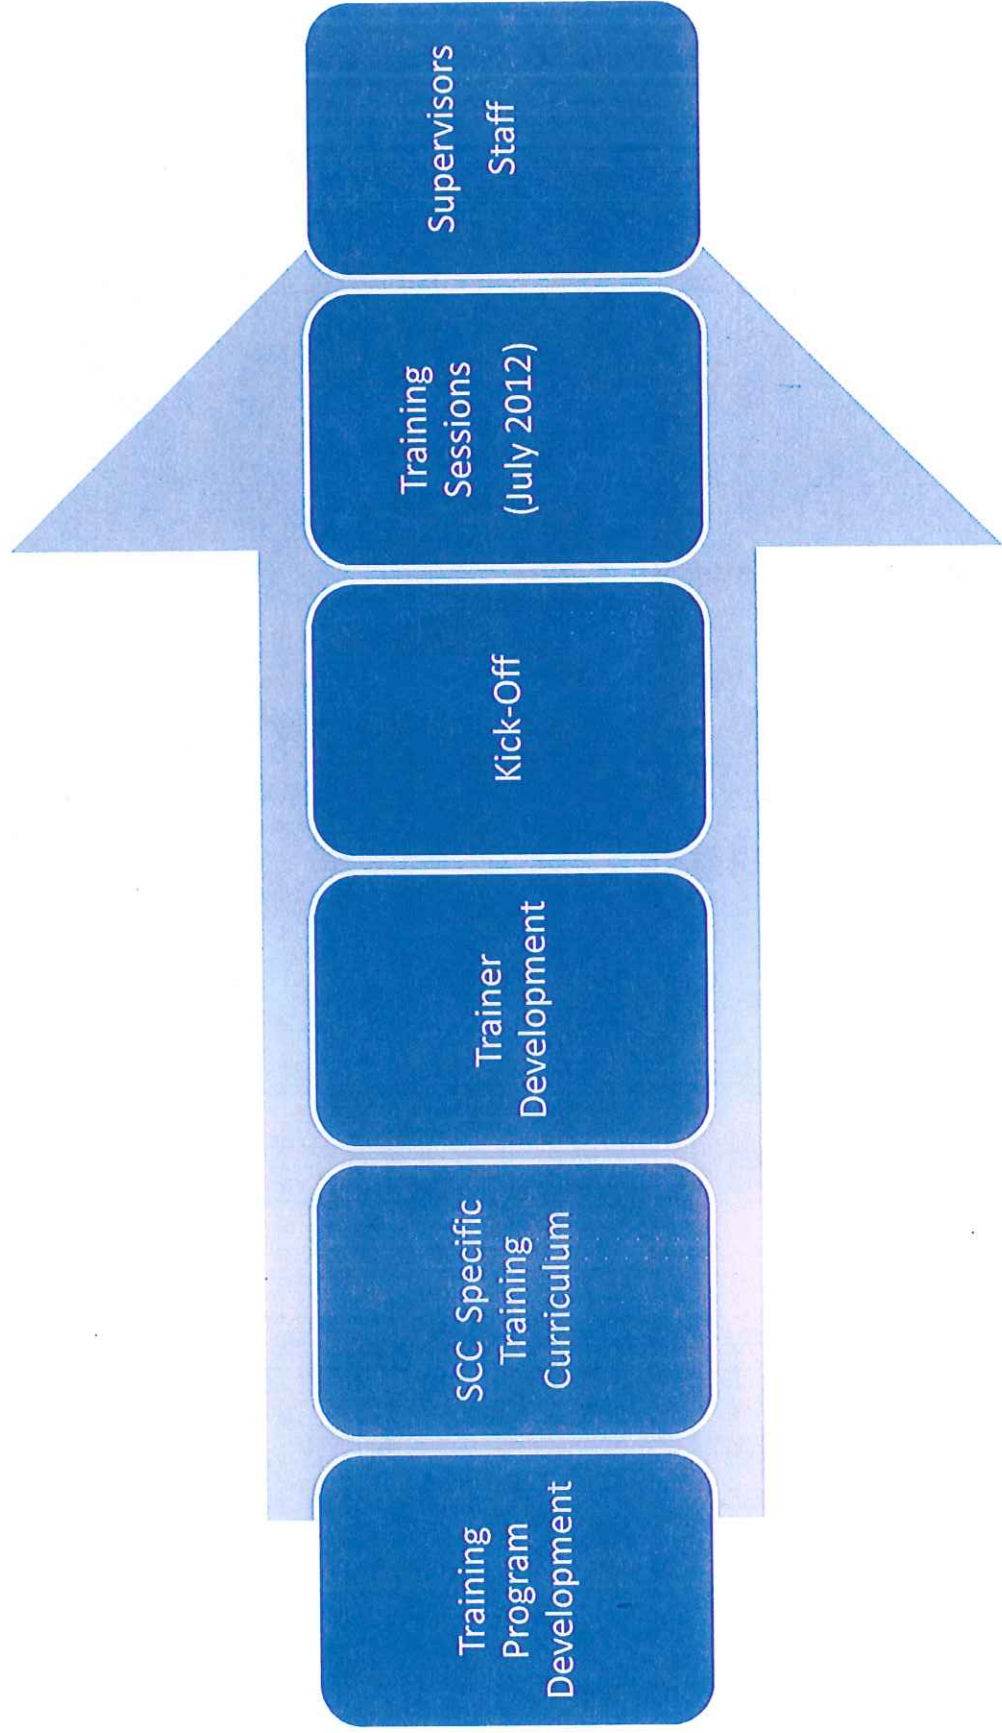 Training
Program
Development
SCC Specific
Training
Curriculum
Trainer
Development
Kick-Off
Training
Sessions
(July 2012)
Supervisors
Staff